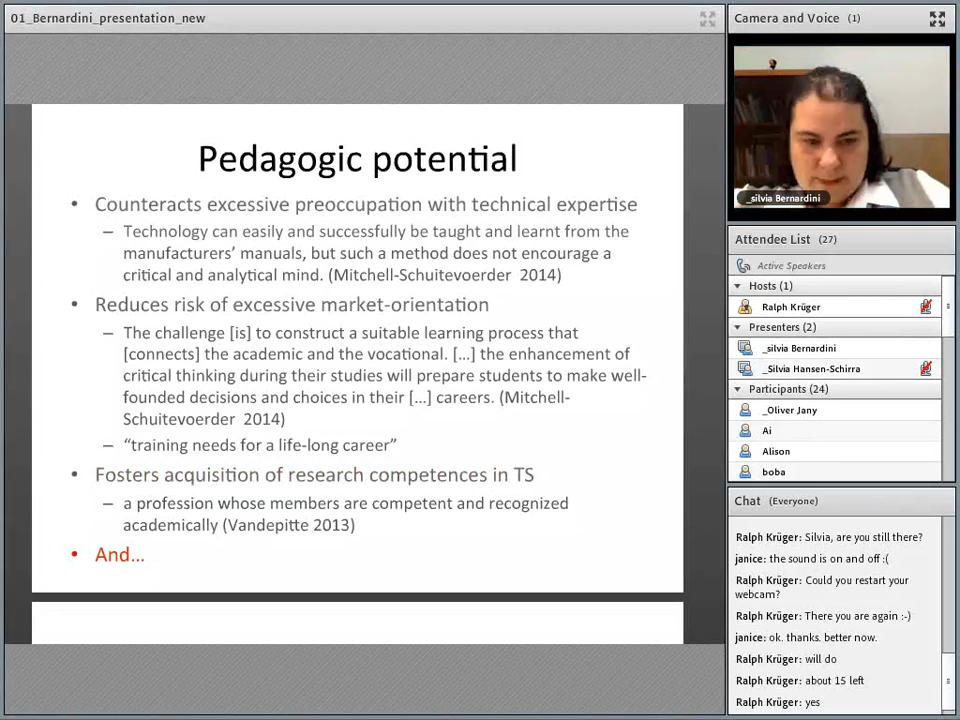 01_Bernardini_presentation_new
Pedagogic potential
• Counteracts excessive preoccupation with technical expertise
– Technology can easily and successfully be taught and learnt from the
manufacturers’ manuals, but such a method does not encourage a
critical and analytical mind. (Mitchell-Schuitevoerder 2014)
• Reduces risk of excessive market-orientation
– The challenge [is] to construct a suitable learning process that
[connects] the academic and the vocational. […] the enhancement of
critical thinking during their studies will prepare students to make well-
founded decisions and choices in their […] careers. (Mitchell-
Schuitevoerder 2014)
– “training needs for a life-long career”
• Fosters acquisition of research competences in TS
– a profession whose members are competent and recognized
academically (Vandepitte 2013)
• And…
Camera and Voice (1)
_silvia Bernardini
Attendee List (27)
Active Speakers
Hosts (1)
Ralph Krüger
Presenters (2)
_silvia Bernardini
_Silvia Hansen-Schirra
Participants (24)
_Oliver Jany
Ai
Alison
boba
Chat (Everyone)
Ralph Krüger: Silvia, are you still there?
janice: the sound is on and off :(
Ralph Krüger: Could you restart your
webcam?
Ralph Krüger: There you are again :-)
janice: ok. thanks. better now.
Ralph Krüger: will do
Ralph Krüger: about 15 left
Ralph Krüger: yes